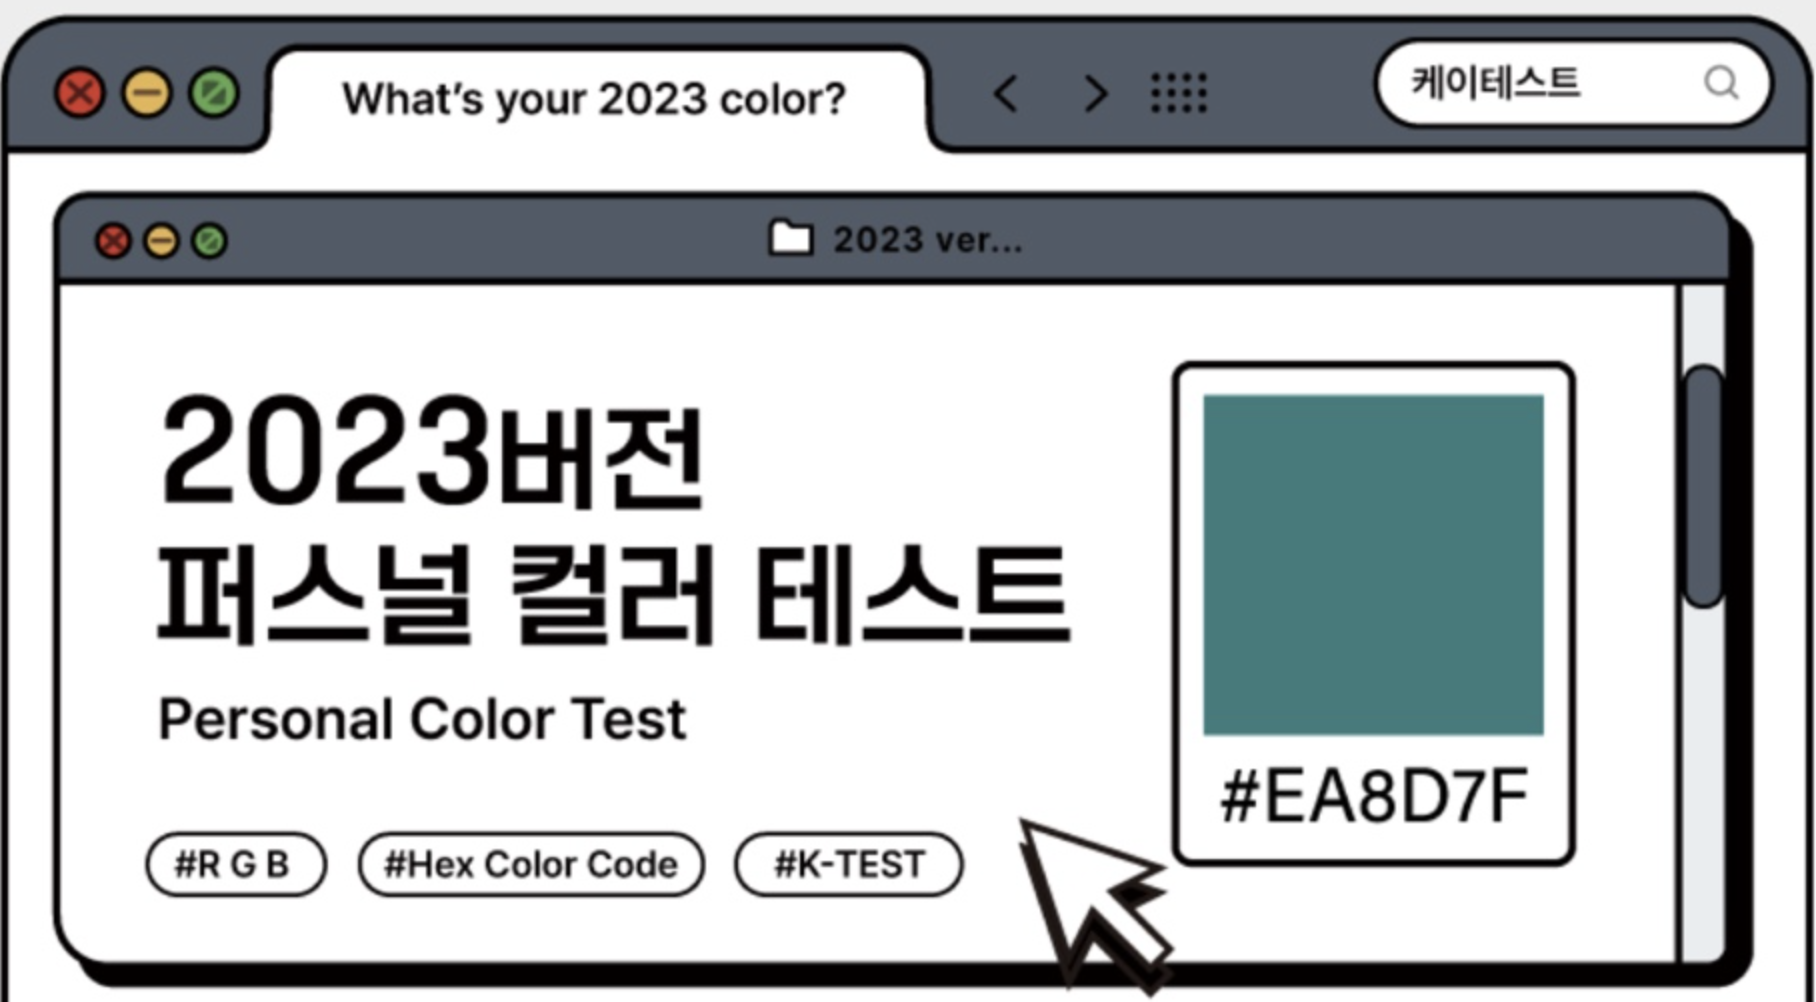 What's your 2023 color?
케이테스트
2023 ver...
2023버전
퍼스널 컬러 테스트
Personal Color Test
#R G B
#Hex Color Code
#K-TEST
#EA8D7F